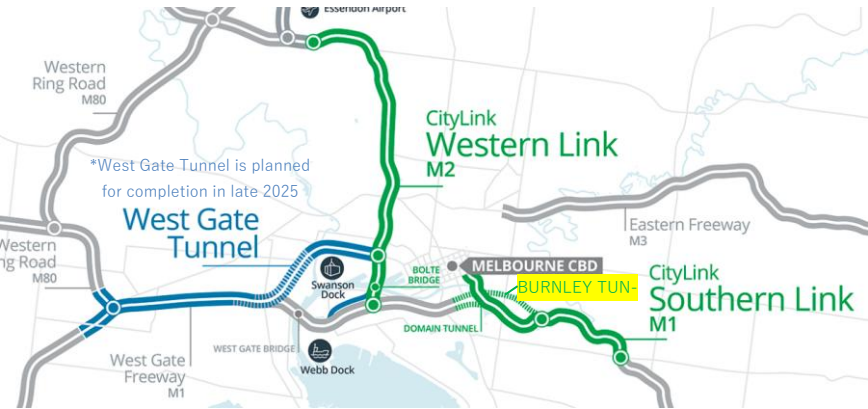 Essendon Airport
Western
Ring Road
M80
CityLink
Western Link
M2
*West Gate Tunnel is planned
for completion in late 2025
West Gate
Tunnel
Eastern Freeway
M3
Western
ng Road
M80
Swanson
Dock
BOLTE
BRIDGE
MELBOURNE CBD
BURNLEY TUN-
CityLink
Southern Link
M1
DOMAIN TUNNEL
WEST GATE BRIDGE
Webb Dock
West Gate
Freeway
M1